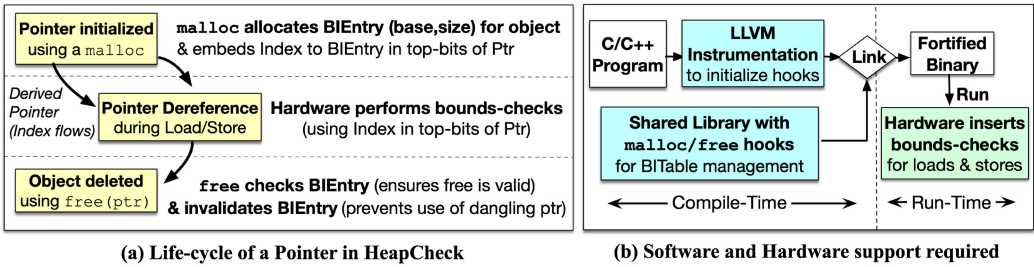 Pointer initialized
using a malloc
malloc allocates BIEntry (base,size) for object
& embeds Index to BIEntry in top-bits of Ptr
Derived
Pointer
(Index flows)
Pointer Dereference
during Load/Store
Hardware performs bounds-checks
(using Index in top-bits of Ptr)
Object deleted
using free(ptr)
free checks BIEntry (ensures free is valid)
& invalidates BIEntry (prevents use of dangling ptr)
(a) Life-cycle of a Pointer in HeapCheck
C/C++
Program
LLVM
Instrumentation
to initialize hooks
Link
Fortified
Binary
Run
Shared Library with
malloc/free hooks
for BITable management
Hardware inserts
bounds-checks
for loads & stores
Compile-Time
Run-Time
(b) Software and Hardware support required